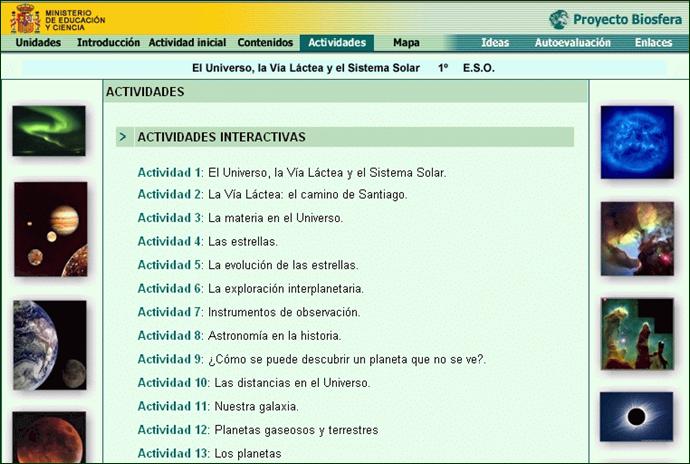 MINISTERIO
DE EDUCACIÓN
Y CIENCIA
Proyecto Biosfera
Unidades Introducción Actividad inicial Contenidos Actividades Mapa Ideas Autoevaluación Enlaces
El Universo, la Vía Láctea y el Sistema Solar 1º E.S.O.
ACTIVIDADES
> ACTIVIDADES INTERACTIVAS
Actividad 1: El Universo, la Vía Láctea y el Sistema Solar.
Actividad 2: La Vía Láctea: el camino de Santiago.
Actividad 3: La materia en el Universo.
Actividad 4: Las estrellas.
Actividad 5: La evolución de las estrellas.
Actividad 6: La exploración interplanetaria.
Actividad 7: Instrumentos de observación.
Actividad 8: Astronomía en la historia.
Actividad 9: ¿Cómo se puede descubrir un planeta que no se ve?.
Actividad 10: Las distancias en el Universo.
Actividad 11: Nuestra galaxia.
Actividad 12: Planetas gaseosos y terrestres
Actividad 13: Los planetas